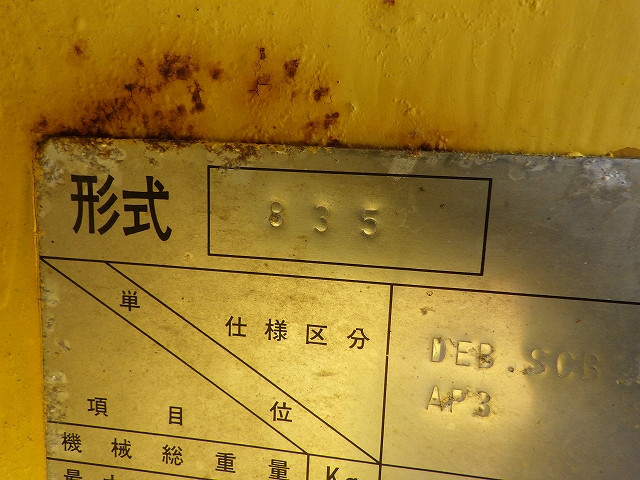 形式 835
単位
仕様区分
DEB.SCB
AP3
項目
機械総重量 Kg